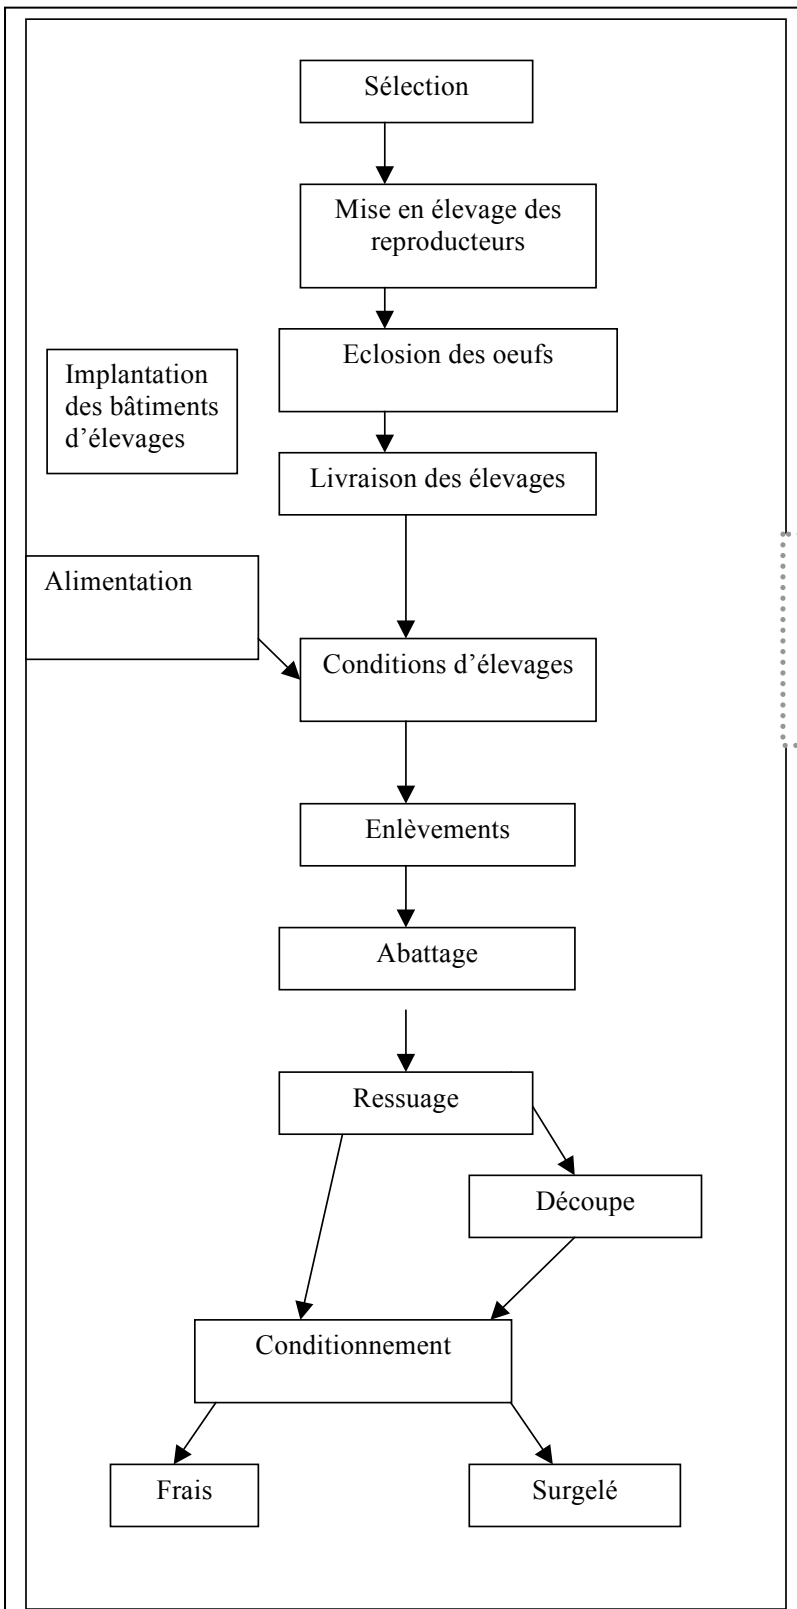 Sélection
Mise en élevage des
reproducteurs
Eclosion des oeufs
Implantation
des bâtiments
d'élevages
Livraison des élevages
Alimentation
Conditions d'élevages
Enlèvements
Abattage
Ressuage
Découpe
Conditionnement
Frais
Surgelé